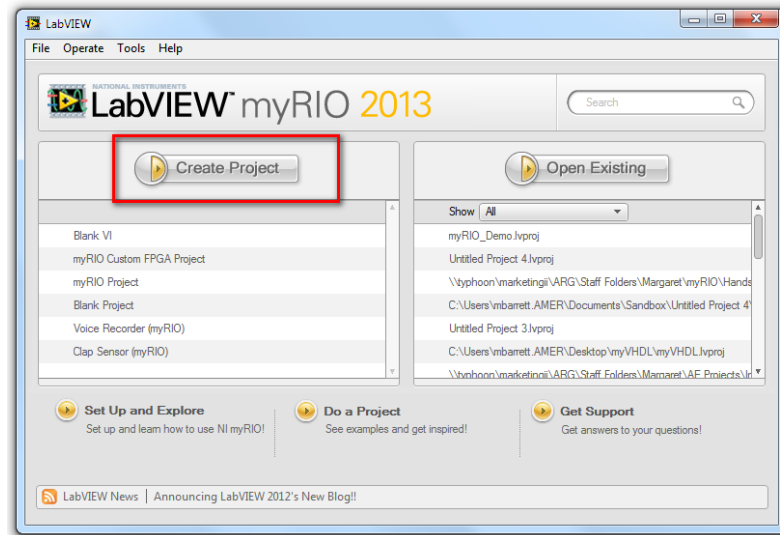 LabVIEW
File Operate Tools Help
NATIONAL INSTRUMENTS
LabVIEW™ myRIO 2013
Search
Create Project
Open Existing
Show All
Blank VI
myRIO Custom FPGA Project
myRIO Project
Blank Project
Voice Recorder (myRIO)
Clap Sensor (myRIO)
myRIO_Demo.lvproj
Untitled Project 4.lvproj
\\typhoon\marketingii\ARG\Staff Folders\Margaret\myRIO\Hands
C:\Users\mbarrett.AMER\Documents\Sandbox\Untitled Project 4
Untitled Project 3.lvproj
C:\Users\mbarrett.AMER\Desktop\myVHDL\myVHDL.lvproj
\\typhoon\marketingii\ARG\Staff Folders\Margaret\AE Projects\In
Set Up and Explore
Set up and learn how to use NI myRIO!
Do a Project
See examples and get inspired!
Get Support
Get answers to your questions!
LabVIEW News | Announcing LabVIEW 2012's New Blog!!